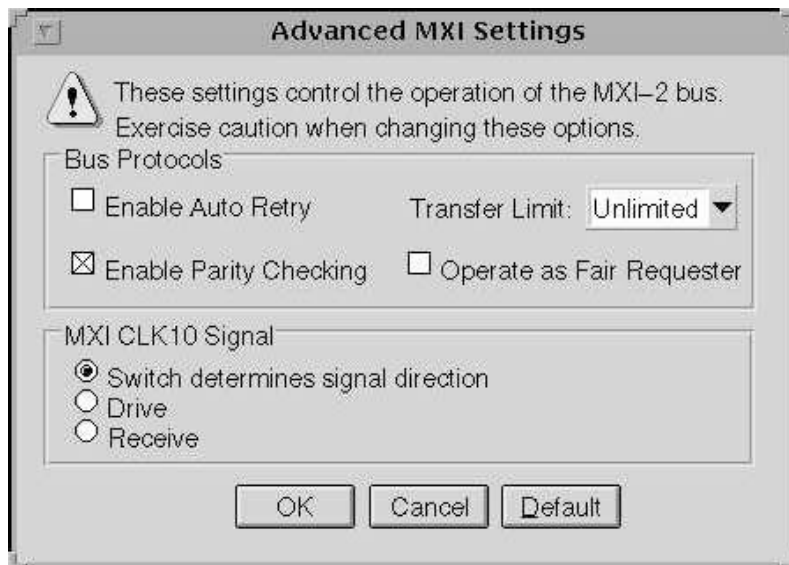 Advanced MXI Settings
These settings control the operation of the MXI-2 bus.
Exercise caution when changing these options.
Bus Protocols
Enable Auto Retry
Transfer Limit: Unlimited
Enable Parity Checking
Operate as Fair Requester
MXI CLK10 Signal
Switch determines signal direction
Drive
Receive
OK Cancel Default